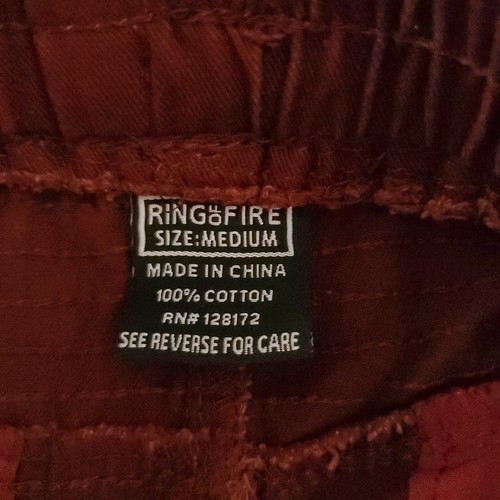 RING OF FIRE
SIZE:MEDIUM
MADE IN CHINA
100% COTTON
RN# 128172
SEE REVERSE FOR CARE